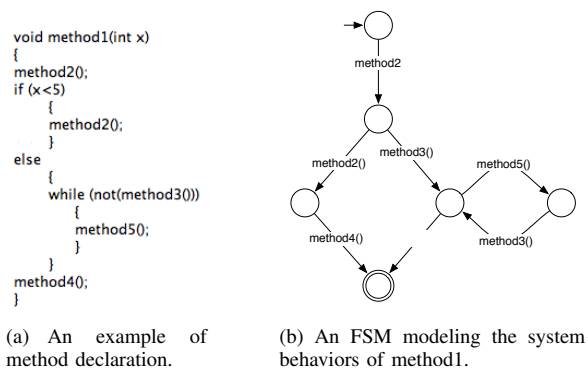 void method1(int x)
{
method2();
if (x<5)
{
method2();
}
else
{
while (not(method3()))
{
method5();
}
}
method4();
}
method2
method2()
method3()
method5()
method4()
method3()
(a) An example of
method declaration.
(b) An FSM modeling the system
behaviors of method1.